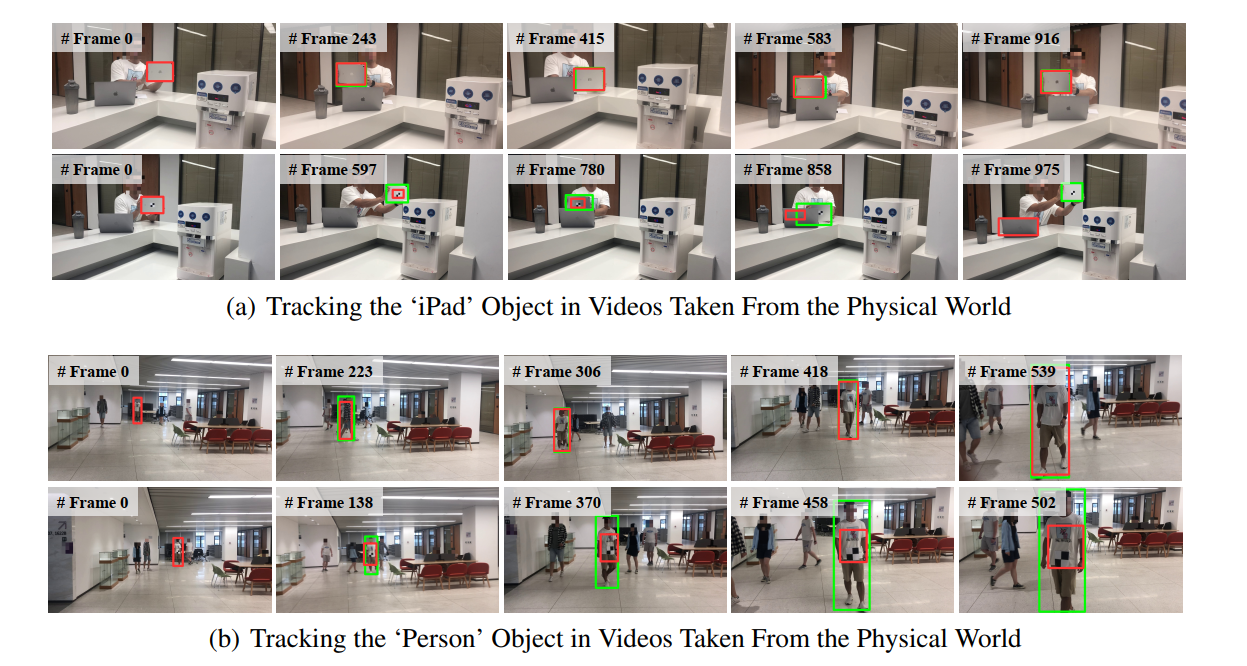 # Frame 0
# Frame 243
# Frame 415
# Frame 583
# Frame 916
# Frame 0
# Frame 597
# Frame 780
# Frame 858
# Frame 975
(a) Tracking the ‘iPad’ Object in Videos Taken From the Physical World
# Frame 0
# Frame 223
# Frame 306
# Frame 418
# Frame 539
# Frame 0
# Frame 138
# Frame 370
# Frame 458
# Frame 502
(b) Tracking the ‘Person’ Object in Videos Taken From the Physical World